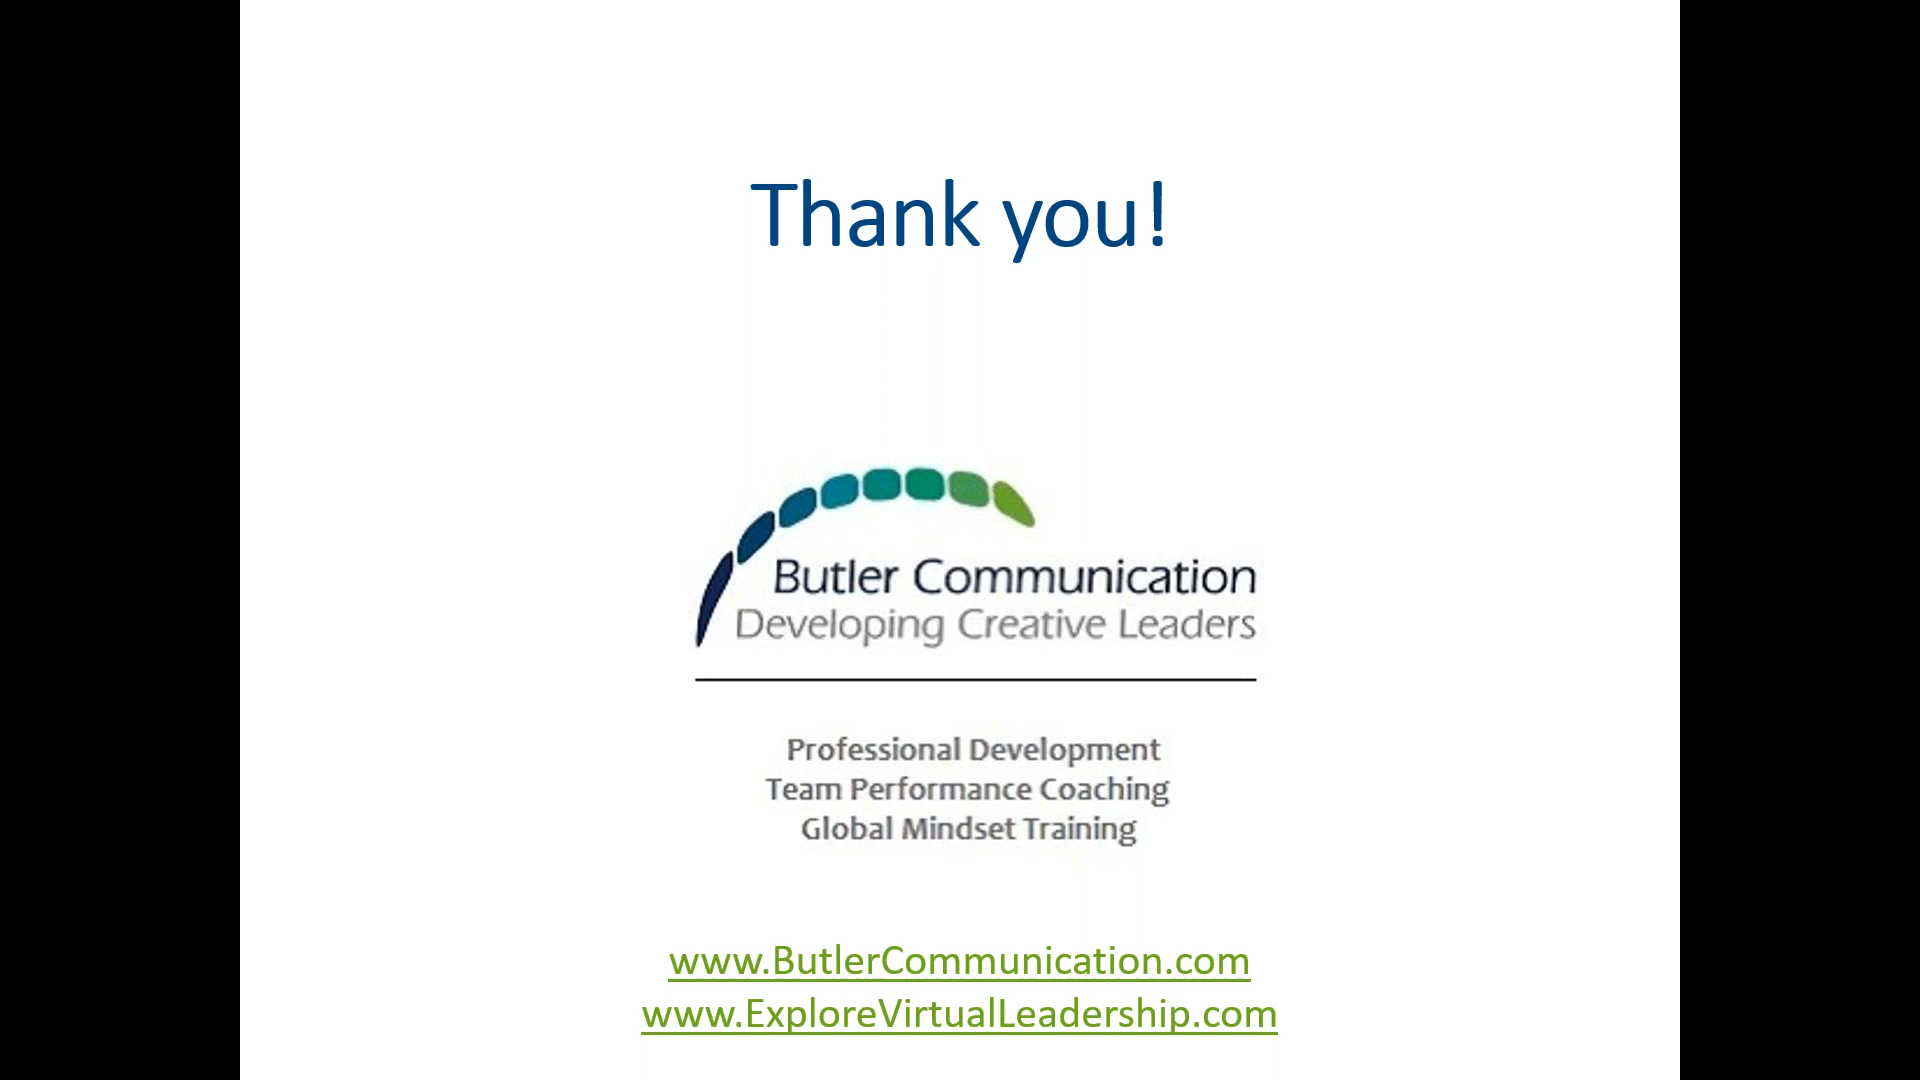 Thank you!
Butler Communication
Developing Creative Leaders
Professional Development
Team Performance Coaching
Global Mindset Training
www.ButlerCommunication.com
www.ExploreVirtualLeadership.com